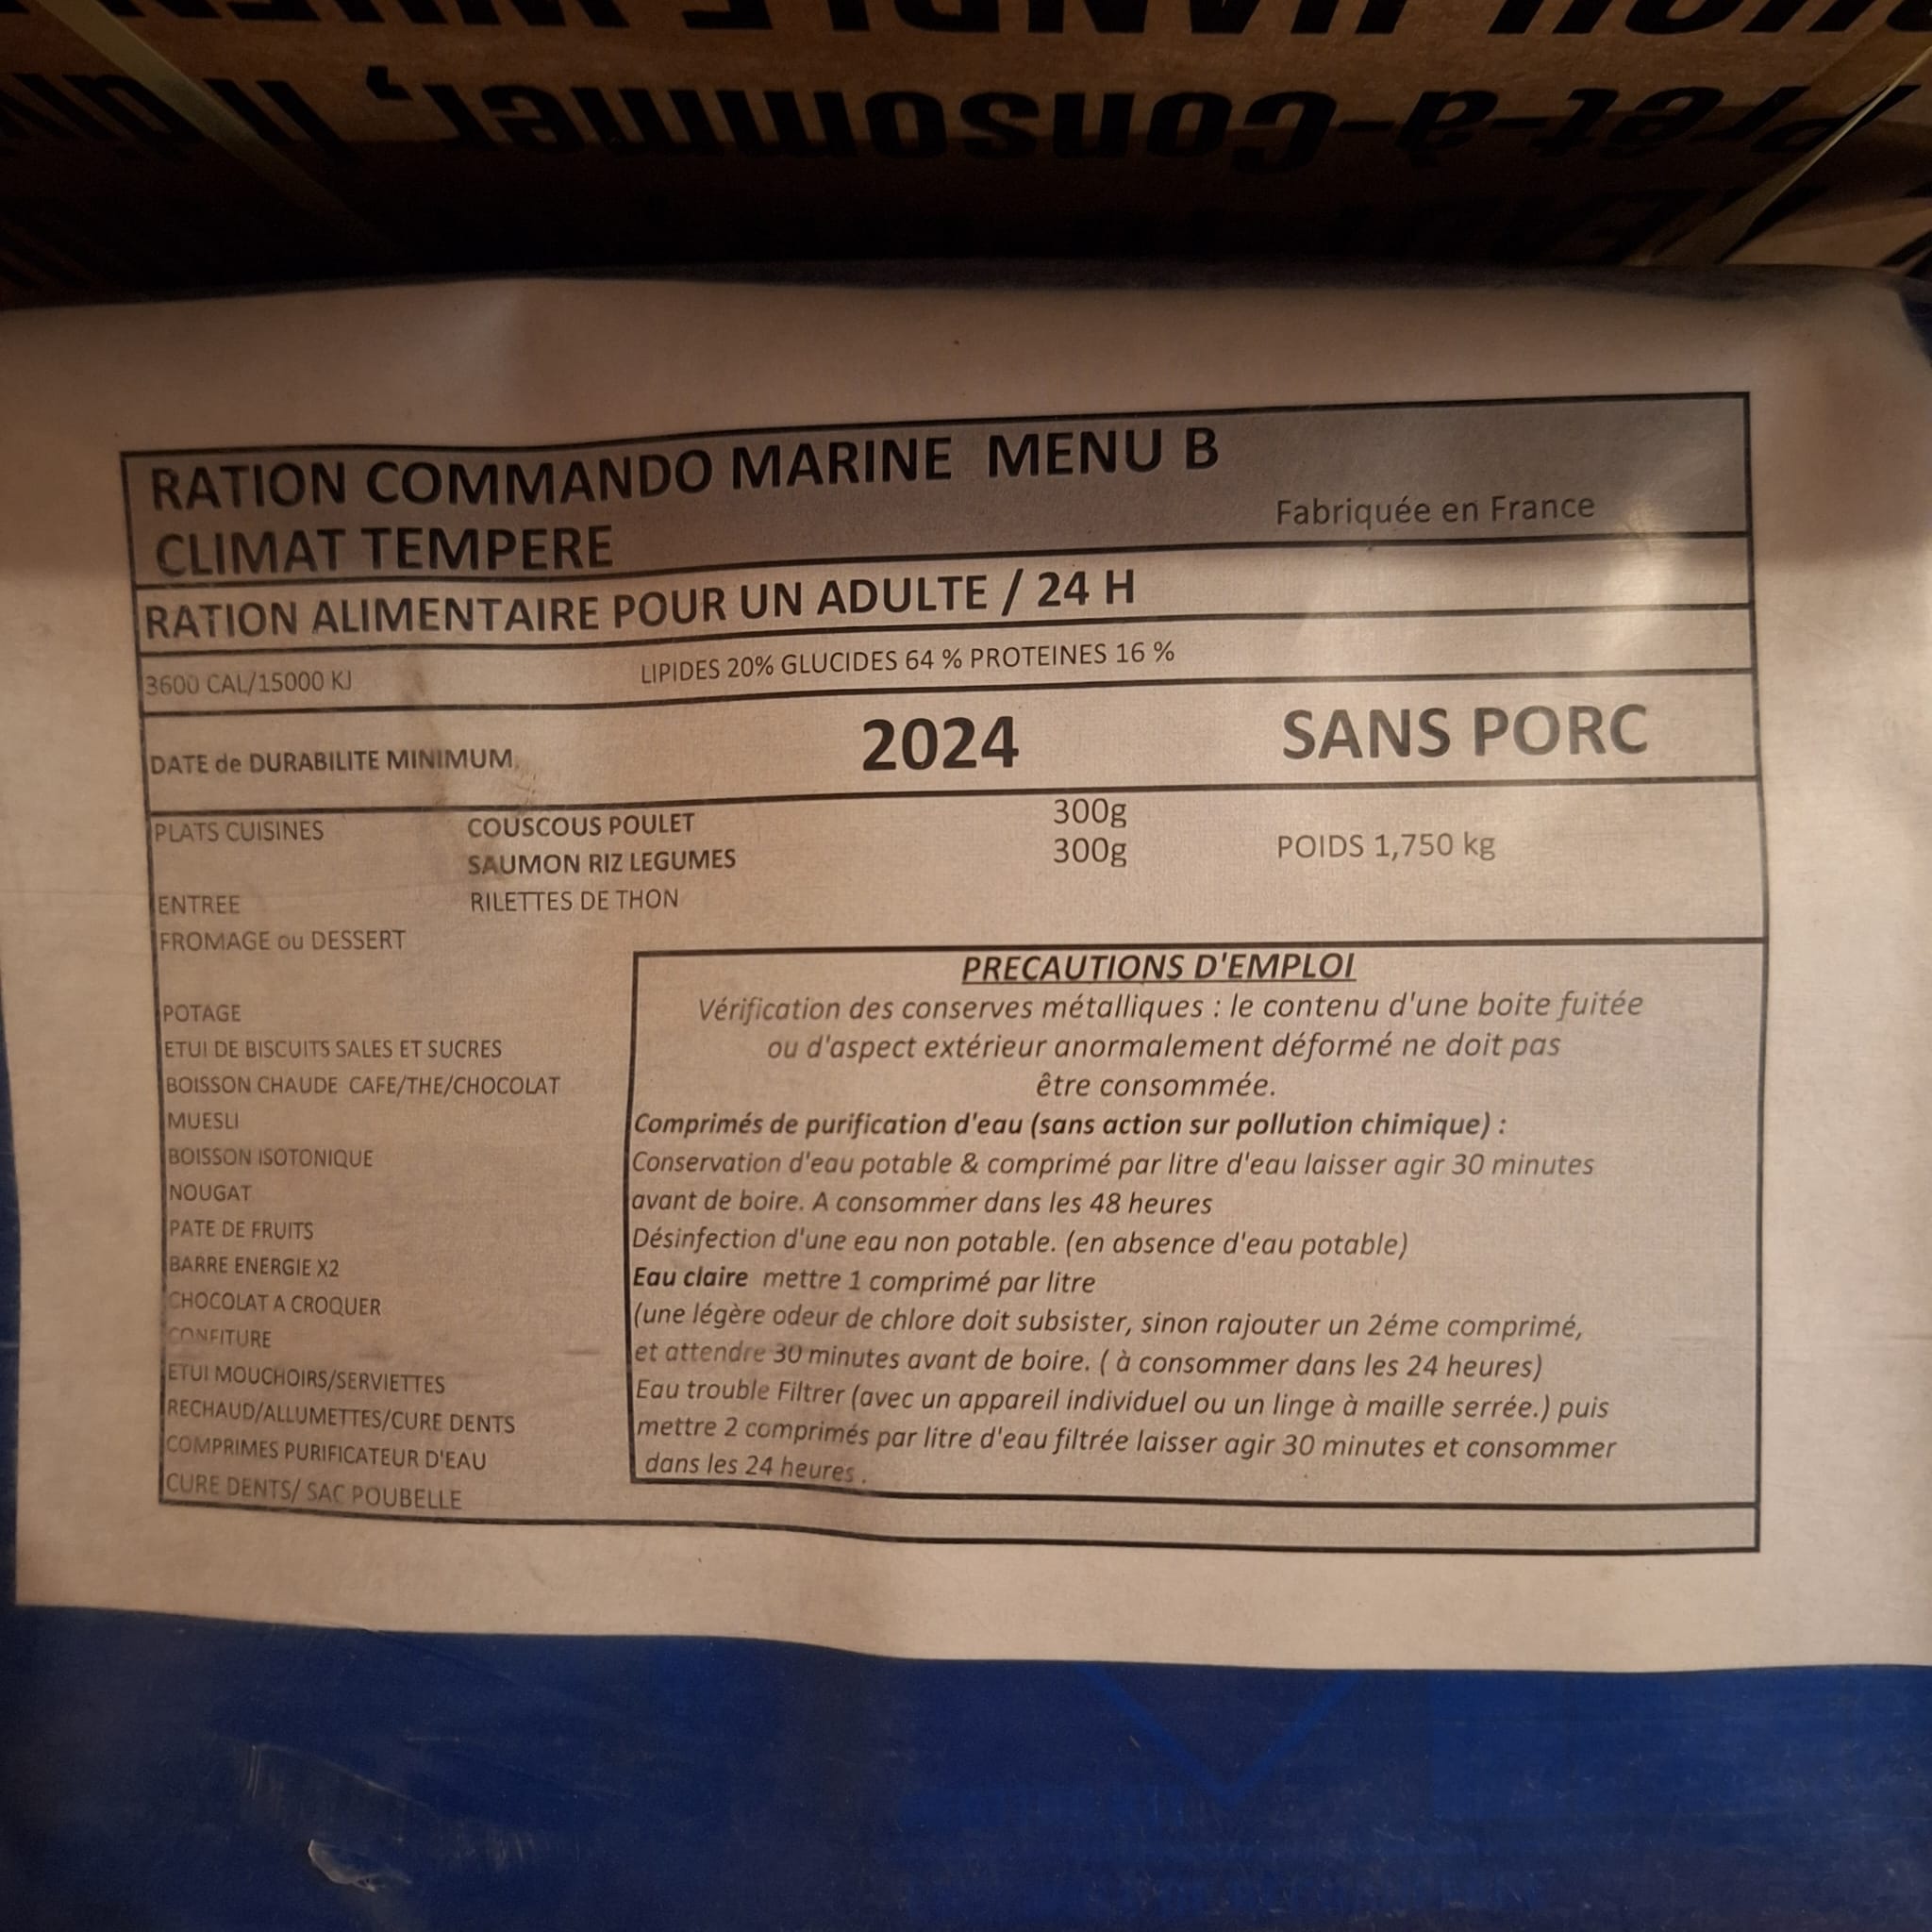 Prêt-à-Consommer,
RATION COMMANDO MARINE MENU B
CLIMAT TEMPERE
Fabriquée en France
RATION ALIMENTAIRE POUR UN ADULTE / 24 H
3600 CAL/15000 KJ LIPIDES 20% GLUCIDES 64 % PROTEINES 16 %
DATE de DURABILITE MINIMUM 2024 SANS PORC
PLATS CUISINES COUSCOUS POULET 300g
SAUMON RIZ LEGUMES 300g POIDS 1,750 kg
ENTREE RILETTES DE THON
FROMAGE ou DESSERT
POTAGE
ETUI DE BISCUITS SALES ET SUCRES
BOISSON CHAUDE CAFE/THE/CHOCOLAT
MUESLI
BOISSON ISOTONIQUE
NOUGAT
PATE DE FRUITS
BARRE ENERGIE X2
CHOCOLAT A CROQUER
CONFITURE
ETUI MOUCHOIRS/SERVIETTES
RECHAUD/ALLUMETTES/CURE DENTS
COMPRIMES PURIFICATEUR D'EAU
CURE DENTS/ SAC POUBELLE
PRECAUTIONS D'EMPLOI
Vérification des conserves métalliques : le contenu d'une boite fuitée
ou d'aspect extérieur anormalement déformé ne doit pas
être consommée.
Comprimés de purification d'eau (sans action sur pollution chimique) :
Conservation d'eau potable & comprimé par litre d'eau laisser agir 30 minutes
avant de boire. A consommer dans les 48 heures
Désinfection d'une eau non potable. (en absence d'eau potable)
Eau claire mettre 1 comprimé par litre
(une légère odeur de chlore doit subsister, sinon rajouter un 2éme comprimé,
et attendre 30 minutes avant de boire. ( à consommer dans les 24 heures)
Eau trouble Filtrer (avec un appareil individuel ou un linge à maille serrée.) puis
mettre 2 comprimés par litre d'eau filtrée laisser agir 30 minutes et consommer
dans les 24 heures .